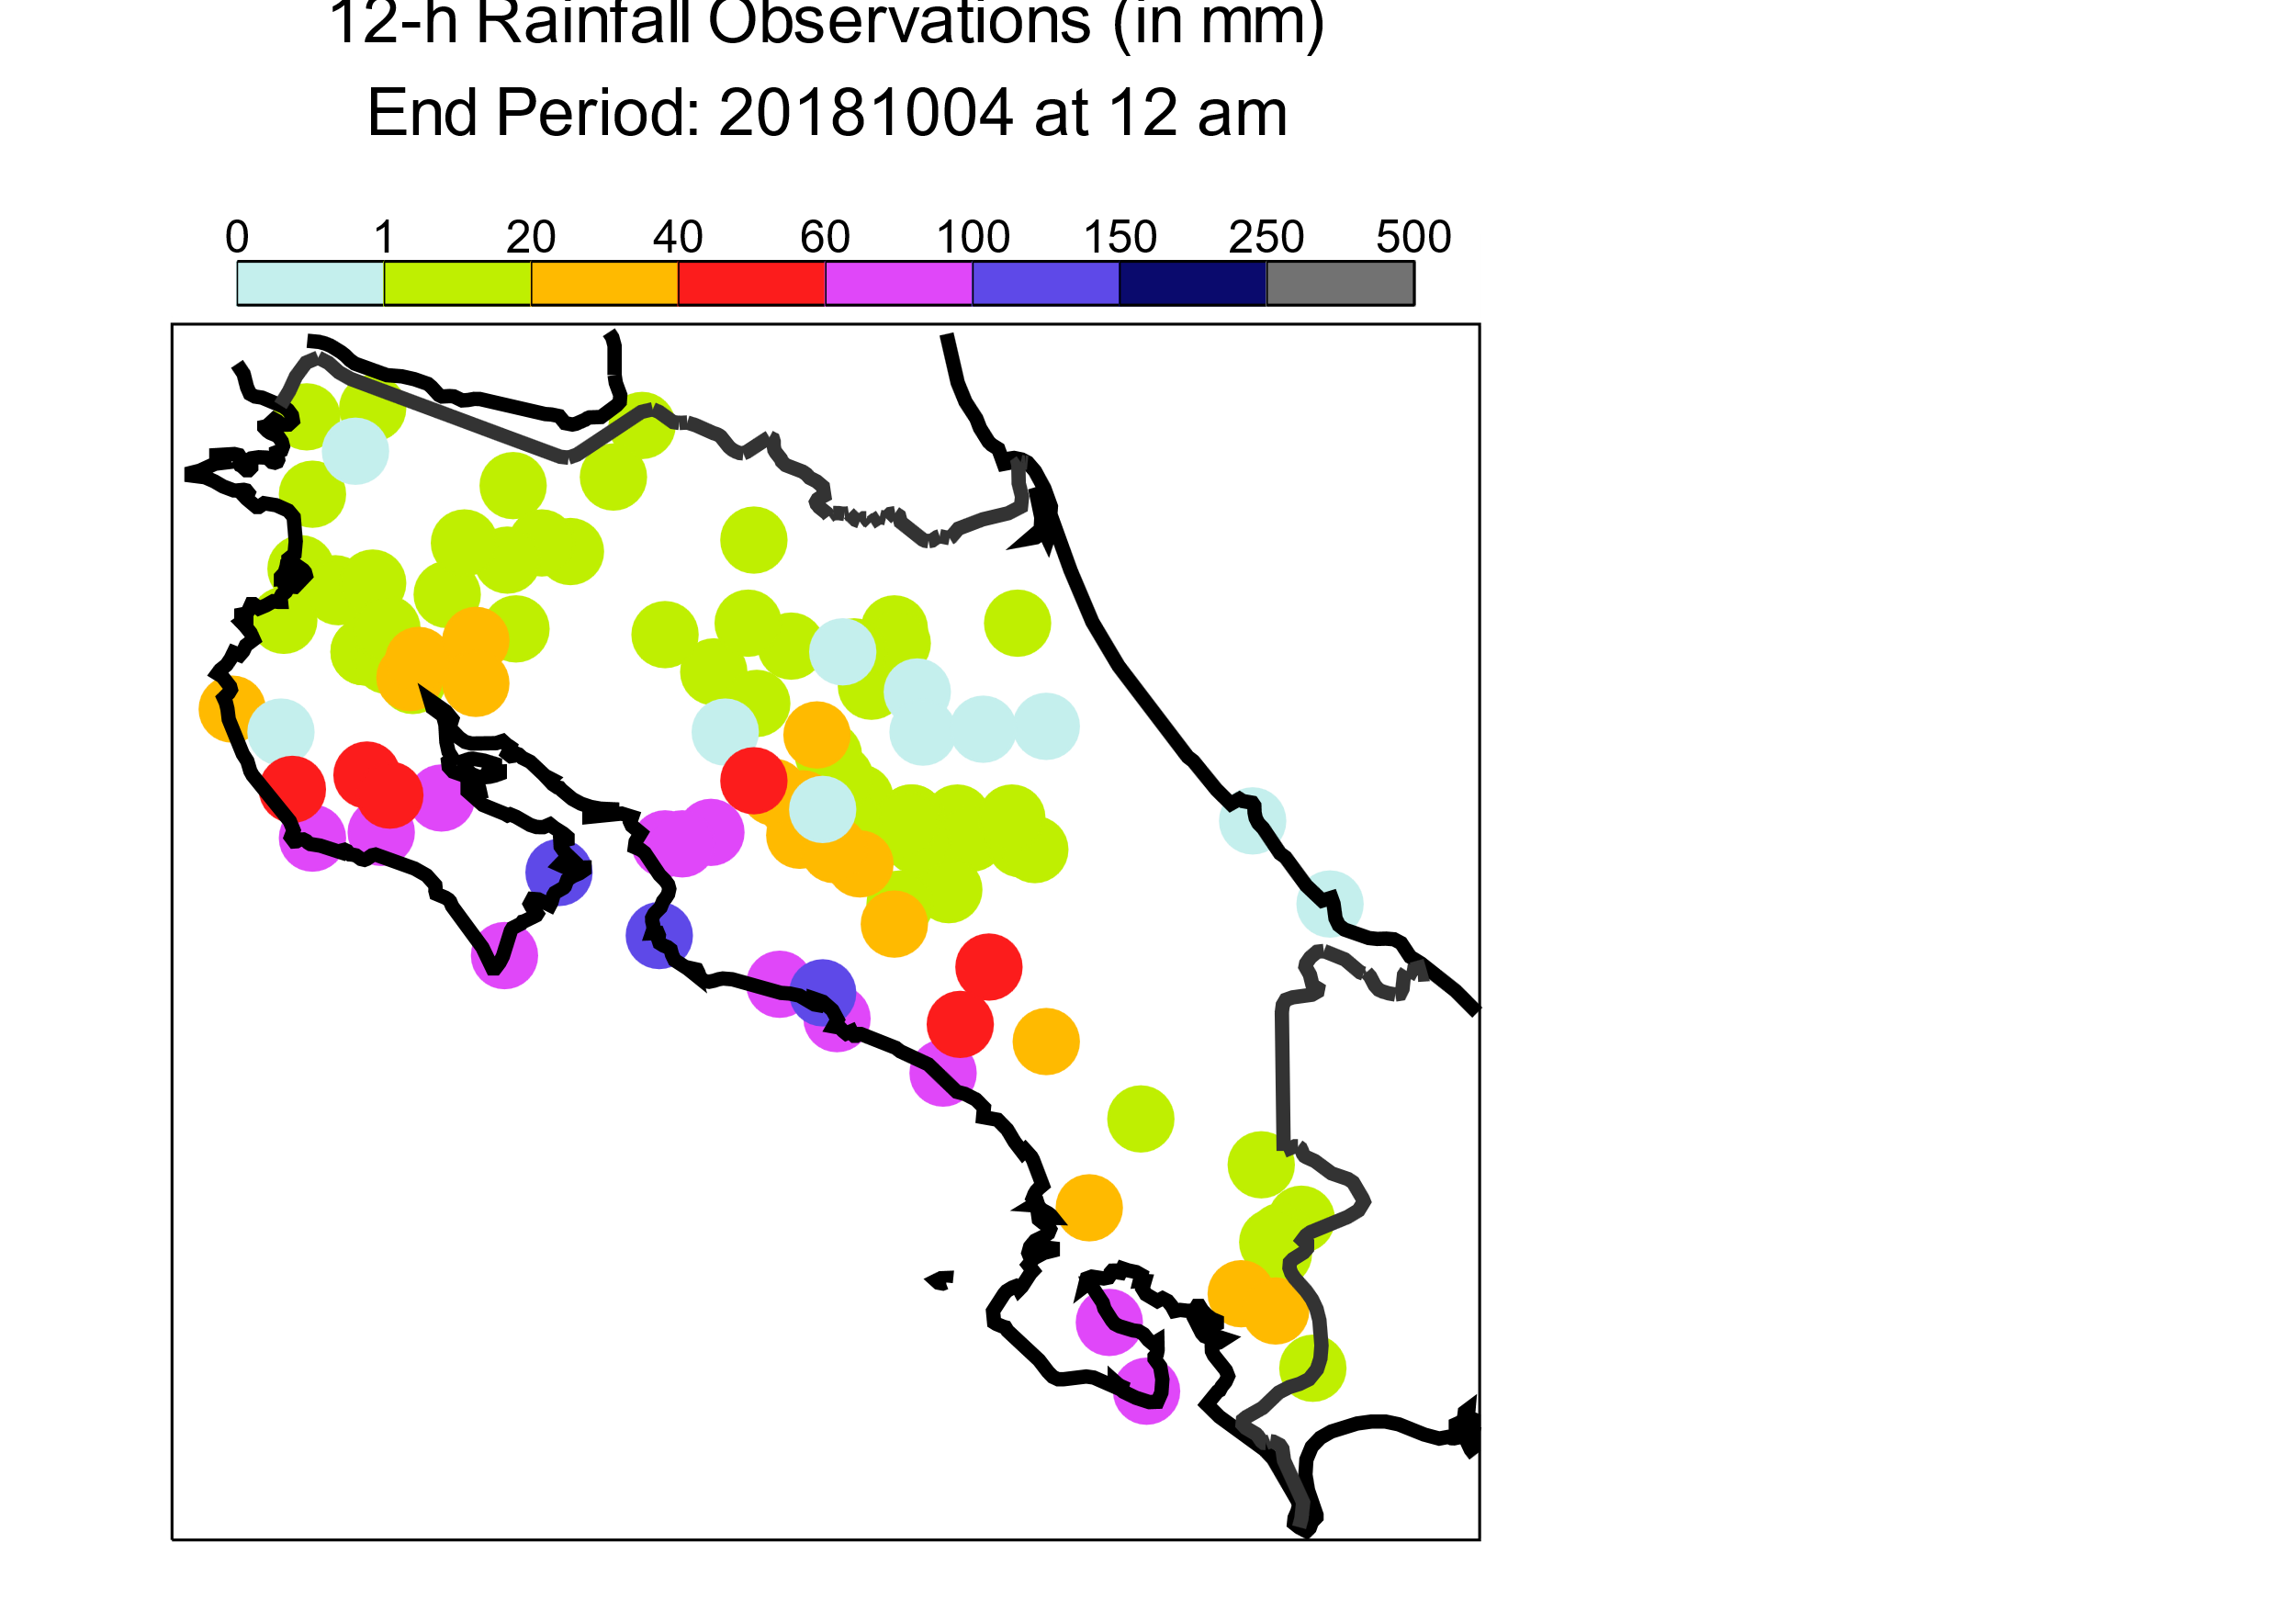 12-h Rainfall Observations (in mm)
End Period: 20181004 at 12 am
0 1 20 40 60 100 150 250 500